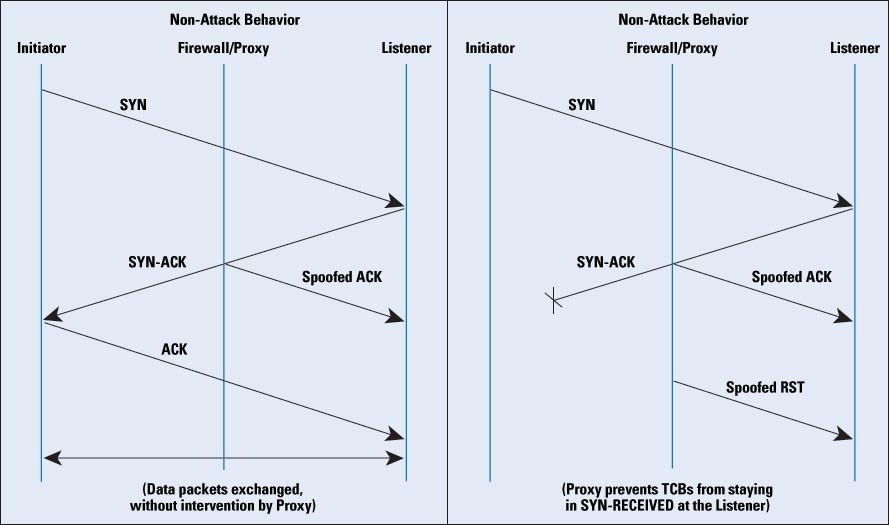 Non-Attack Behavior
Initiator
Firewall/Proxy
Listener
SYN
SYN-ACK
Spoofed ACK
ACK
(Data packets exchanged,
without intervention by Proxy)
Non-Attack Behavior
Initiator
Firewall/Proxy
Listener
SYN
SYN-ACK
Spoofed ACK
Spoofed RST
(Proxy prevents TCBs from staying
in SYN-RECEIVED at the Listener)